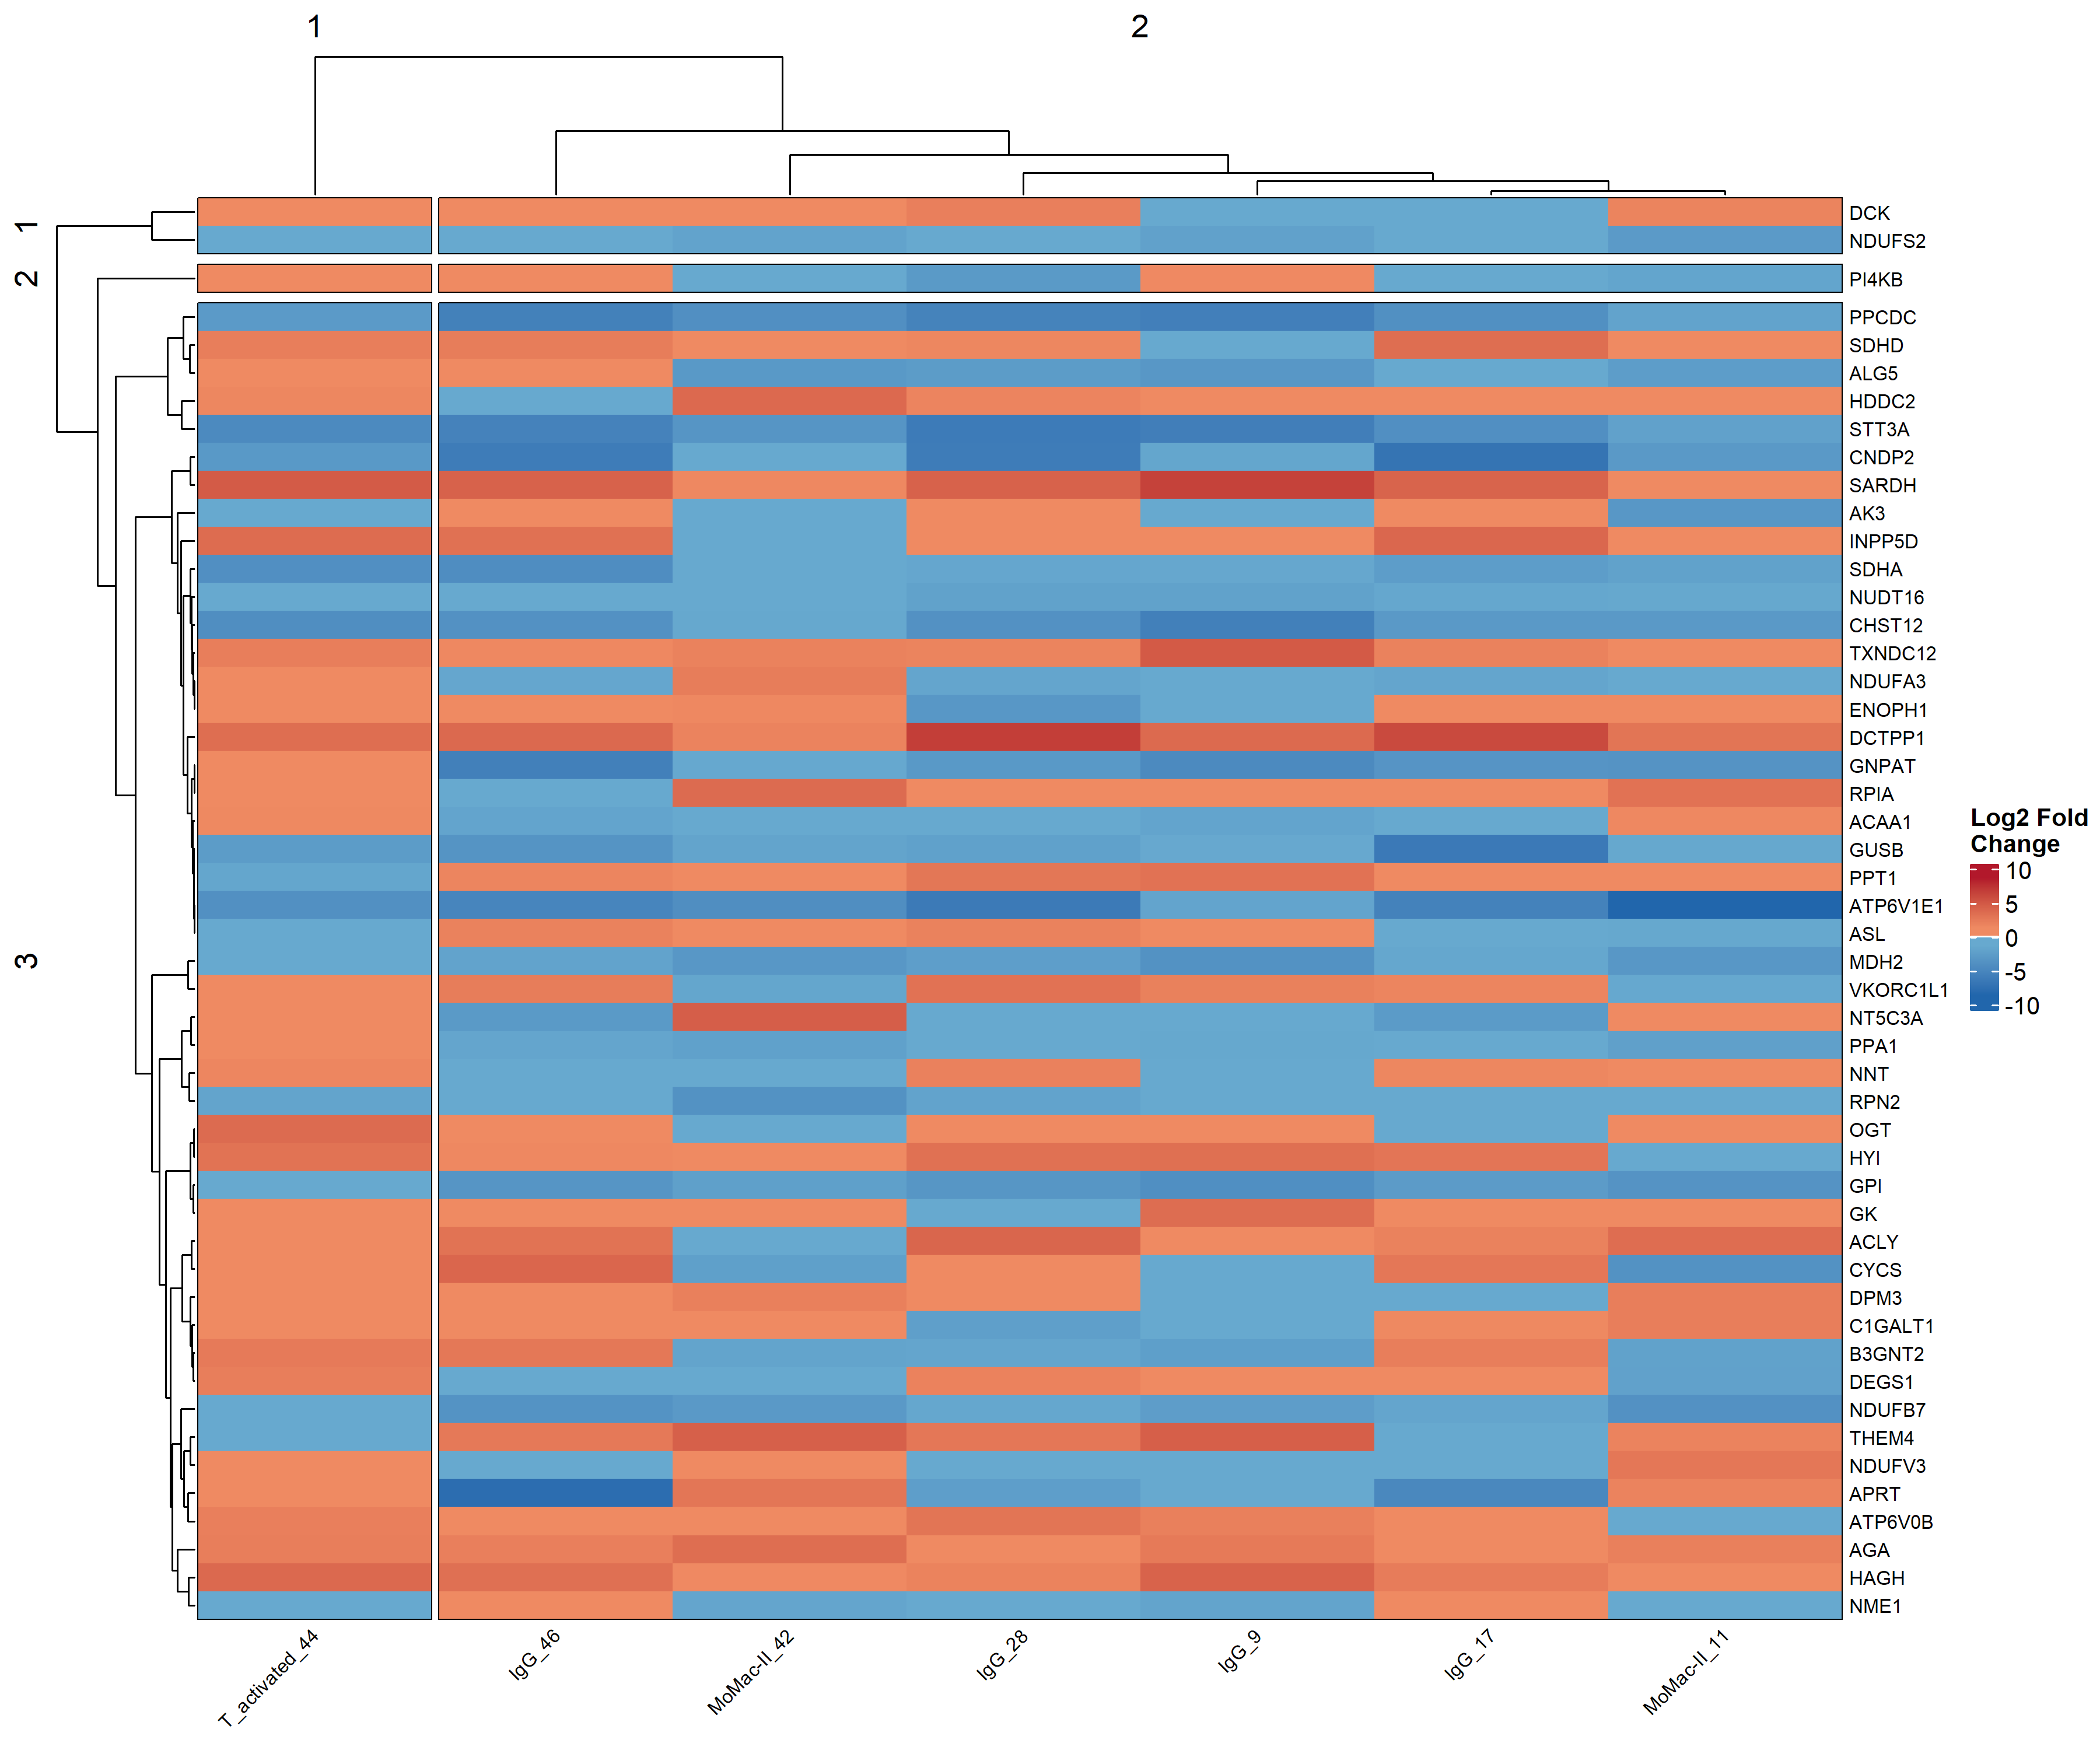 1
2
1
2
3
DCK
NDUFS2
PI4KB
PPCDC
SDHD
ALG5
HDDC2
STT3A
CNDP2
SARDH
AK3
INPP5D
SDHA
NUDT16
CHST12
TXNDC12
NDUFA3
ENOPH1
DCTPP1
GNPAT
RPIA
ACAA1
GUSB
PPT1
ATP6V1E1
ASL
MDH2
VKORC1L1
NT5C3A
PPA1
NNT
RPN2
OGT
HYI
GPI
GK
ACLY
CYCS
DPM3
C1GALT1
B3GNT2
DEGS1
NDUFB7
THEM4
NDUFV3
APRT
ATP6V0B
AGA
HAGH
NME1
Log2 Fold
Change
10
5
0
-5
-10
T_activated_44
IgG_46
MoMac-II_42
IgG_28
IgG_9
IgG_17
MoMac-II_11